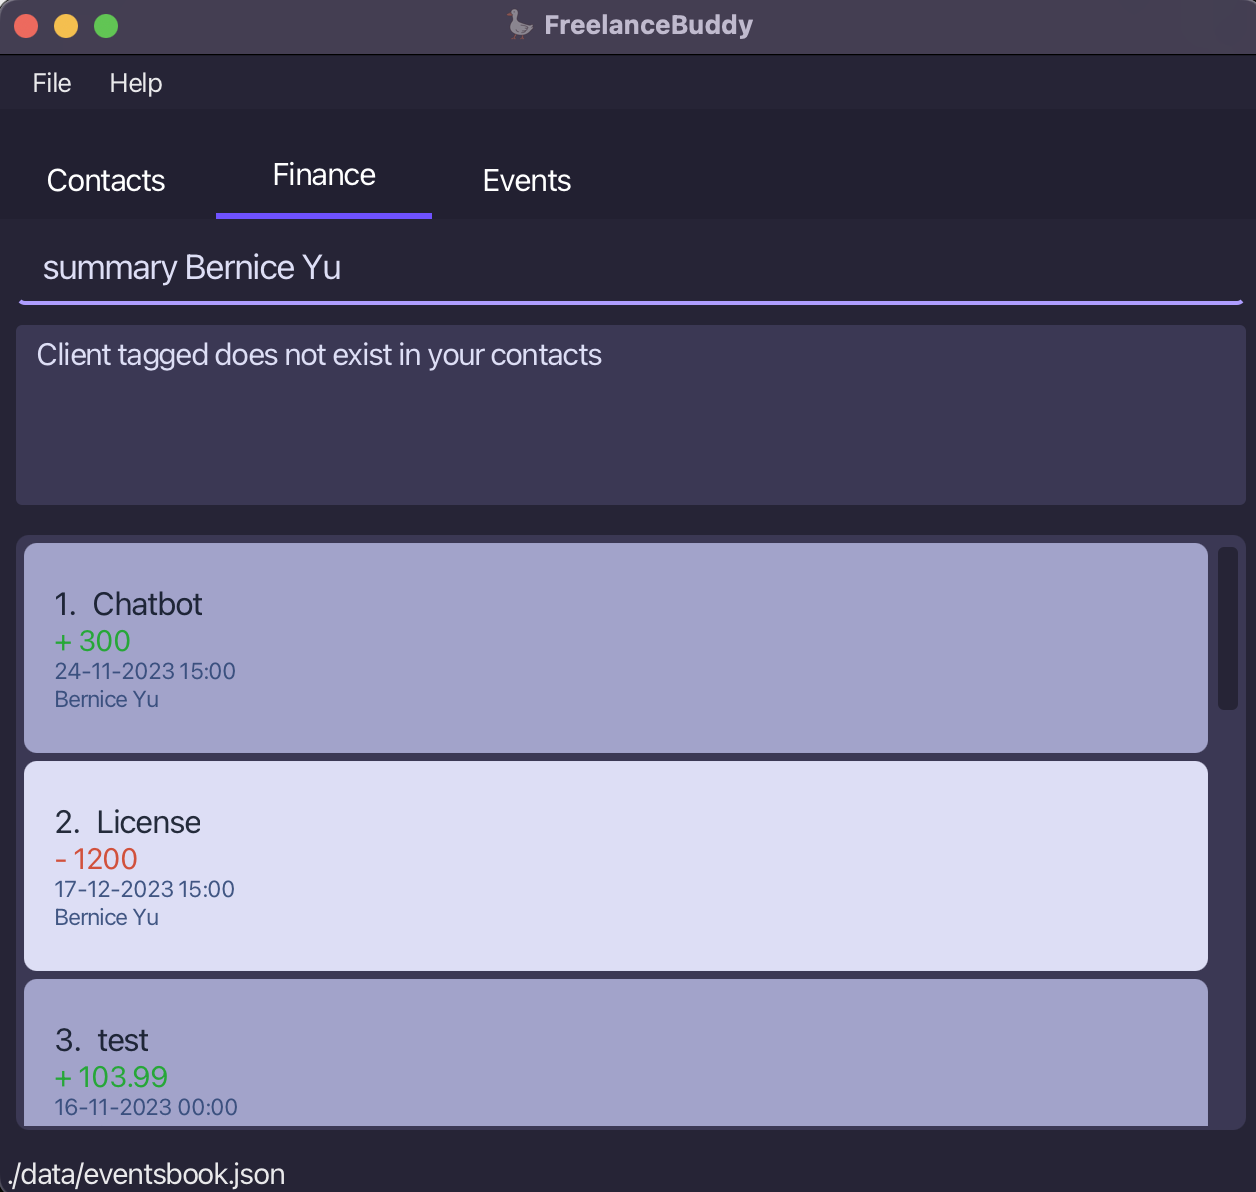 FreelanceBuddy
File Help
Contacts Finance Events
summary Bernice Yu
Client tagged does not exist in your contacts
1. Chatbot
+ 300
24-11-2023 15:00
Bernice Yu
2. License
- 1200
17-12-2023 15:00
Bernice Yu
3. test
+ 103.99
16-11-2023 00:00
./data/eventsbook.json